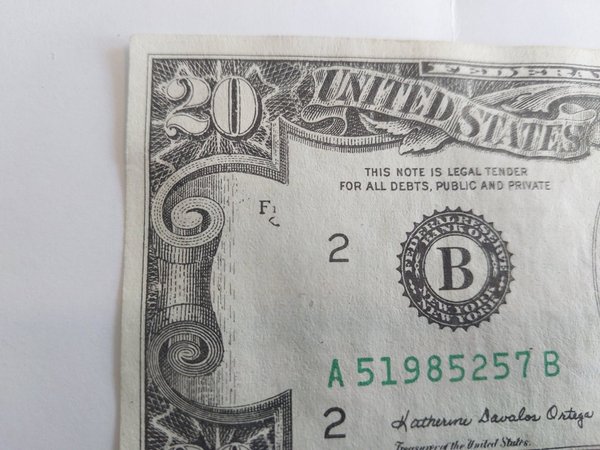 FEDERA
20 UNITED STATES
THIS NOTE IS LEGAL TENDER
FOR ALL DEBTS, PUBLIC AND PRIVATE
F
2
FEDERAL RESERVE
BANK OF
B
NEW YORK
NEW YORK
A 51985257 B
2
Katherine Davalos Ortega
Treasurer of the United States.